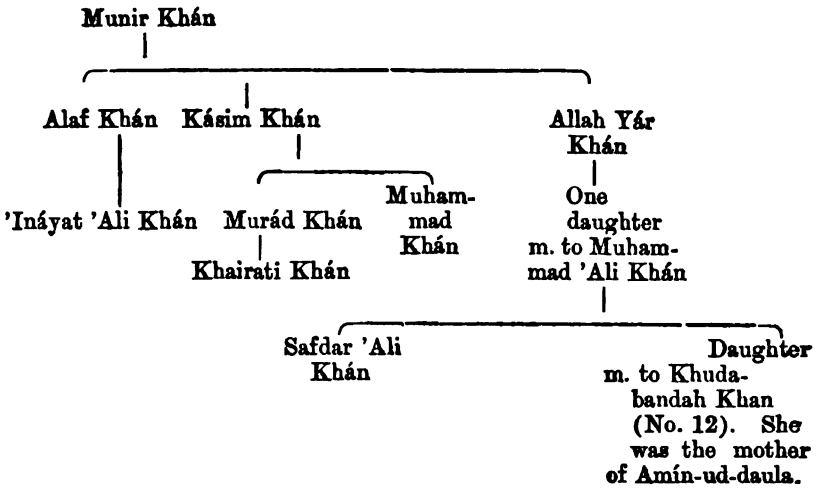 Munir Khán
Alaf Khán Kásim Khán Allah Yár
Khán
'Ináyat 'Ali Khán Murád Khán Muham-
mad
Khán
One
daughter
m. to Muham-
mad 'Ali Khán
Khairati Khán
Safdar 'Ali
Khán
Daughter
m. to Khuda-
bandah Khan
(No. 12). She
was the mother
of Amín-ud-daula.